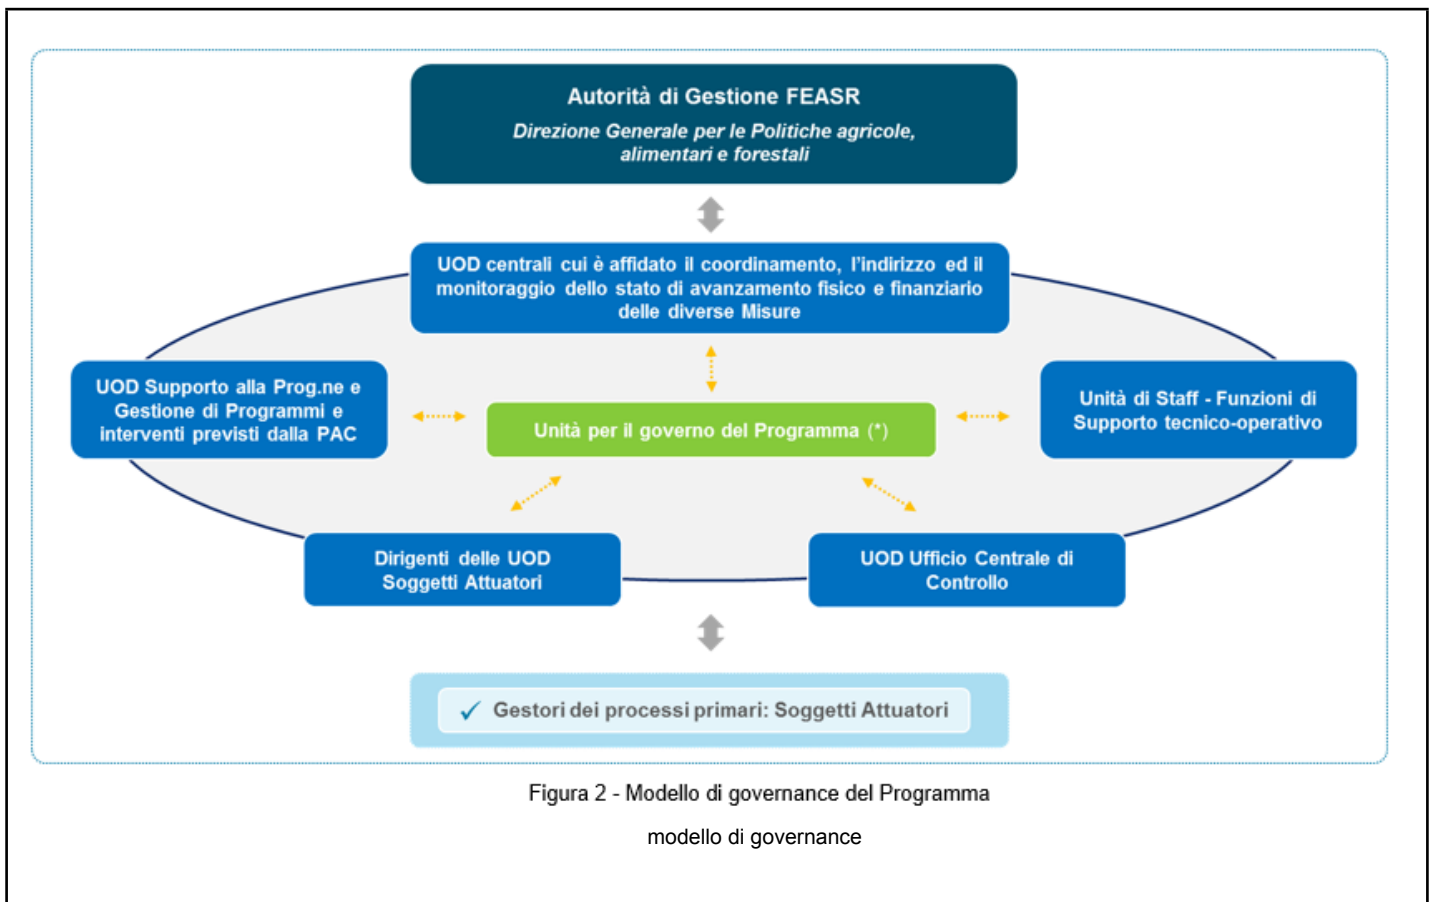 Autorità di Gestione FEASR
Direzione Generale per le Politiche agricole,
alimentari e forestali
UOD centrali cui è affidato il coordinamento, l'indirizzo ed il
monitoraggio dello stato di avanzamento fisico e finanziario
delle diverse Misure
UOD Supporto alla Prog.ne e
Gestione di Programmi e
interventi previsti dalla PAC
Unità di Staff - Funzioni di
Supporto tecnico-operativo
Unità per il governo del Programma (*)
Dirigenti delle UOD
Soggetti Attuatori
UOD Ufficio Centrale di
Controllo
✓ Gestori dei processi primari: Soggetti Attuatori
Figura 2 - Modello di governance del Programma
modello di governance